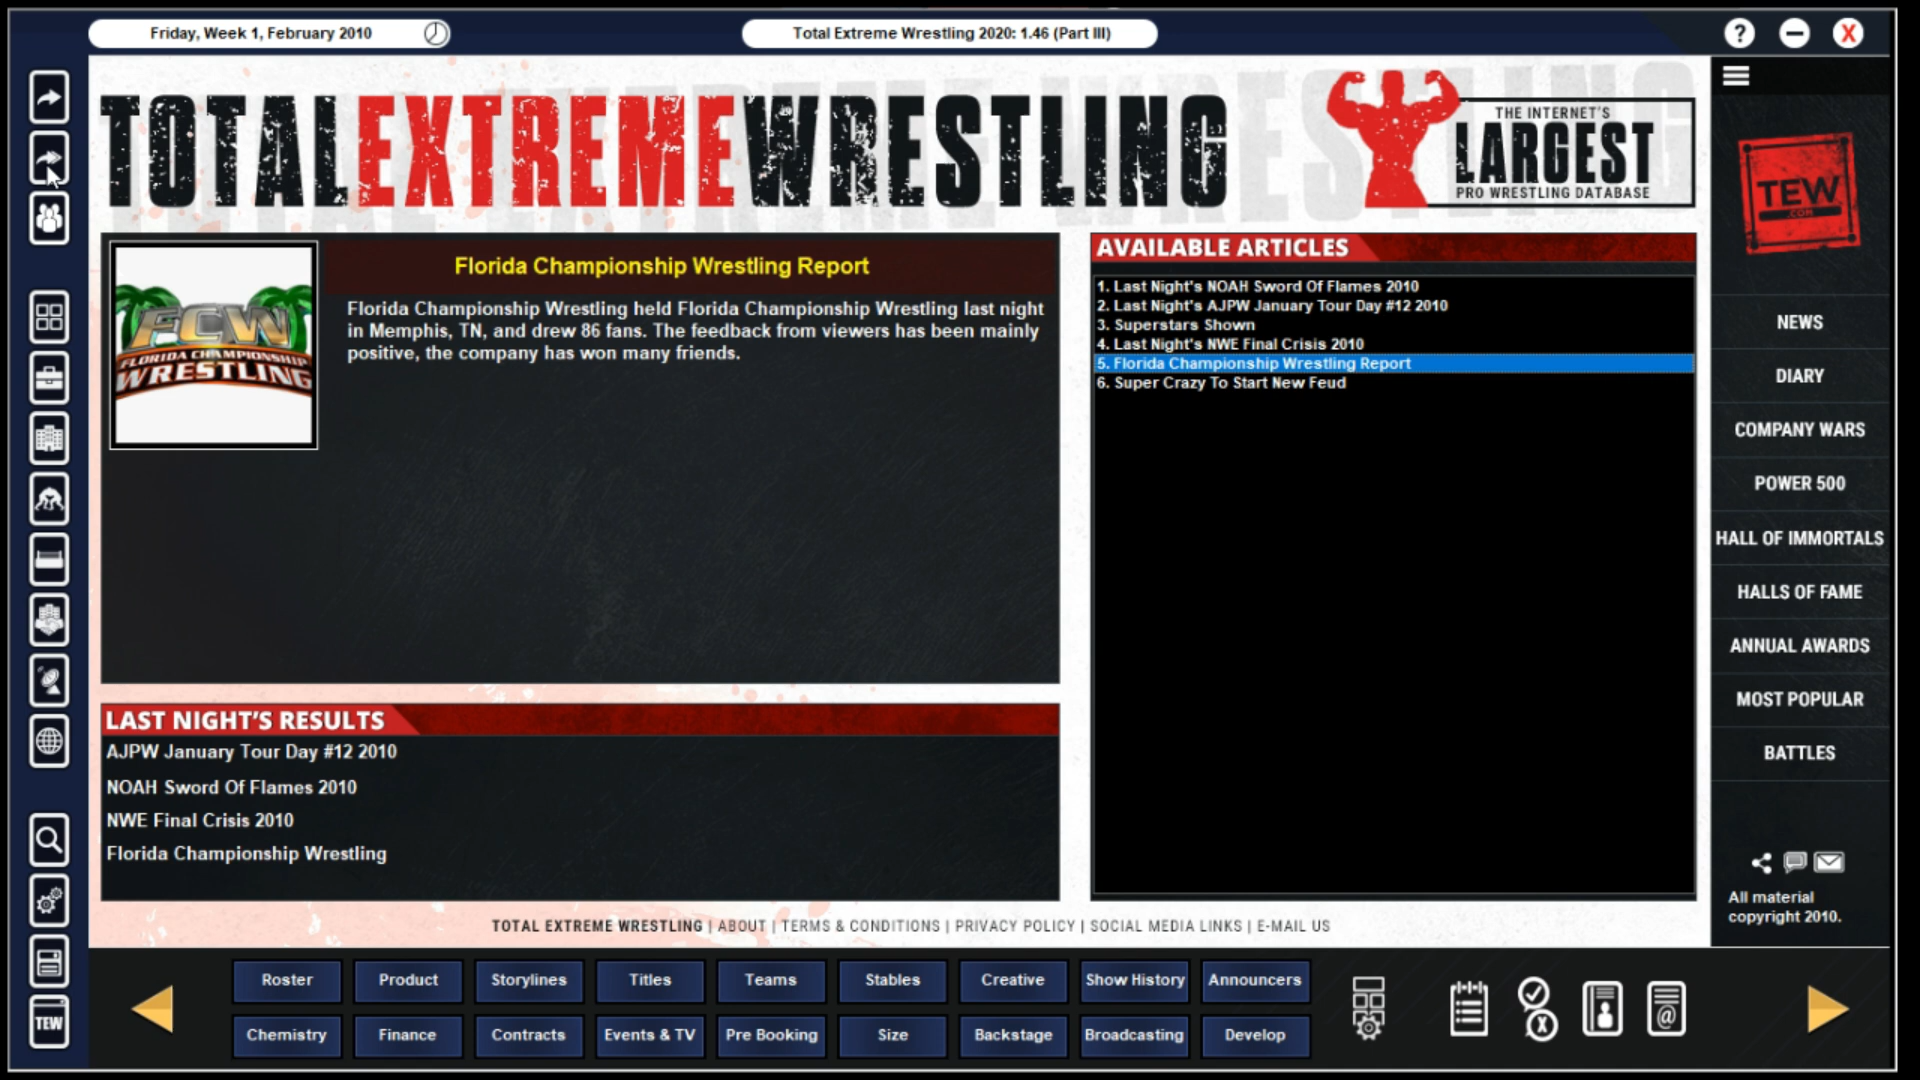 Friday, Week 1, February 2010
Total Extreme Wrestling 2020: 1.46 (Part III)
?
X
TOTALEXTREMEWRESTLING
THE INTERNET'S
LARGEST
PRO WRESTLING DATABASE
TEW
.COM
FCW
FLORIDA CHAMPIONSHIP
WRESTLING
Florida Championship Wrestling Report
Florida Championship Wrestling held Florida Championship Wrestling last night
in Memphis, TN, and drew 86 fans. The feedback from viewers has been mainly
positive, the company has won many friends.
AVAILABLE ARTICLES
1. Last Night's NOAH Sword Of Flames 2010
2. Last Night's AJPW January Tour Day #12 2010
3. Superstars Shown
4. Last Night's NWE Final Crisis 2010
5. Florida Championship Wrestling Report
6. Super Crazy To Start New Feud
LAST NIGHT'S RESULTS
AJPW January Tour Day #12 2010
NOAH Sword Of Flames 2010
NWE Final Crisis 2010
Florida Championship Wrestling
NEWS
DIARY
COMPANY WARS
POWER 500
HALL OF IMMORTALS
HALLS OF FAME
ANNUAL AWARDS
MOST POPULAR
BATTLES
All material
copyright 2010.
TOTAL EXTREME WRESTLING | ABOUT | TERMS & CONDITIONS | PRIVACY POLICY | SOCIAL MEDIA LINKS | E-MAIL US
TEW
Roster Product Storylines Titles Teams Stables Creative Show History Announcers
Chemistry Finance Contracts Events & TV Pre Booking Size Backstage Broadcasting Develop